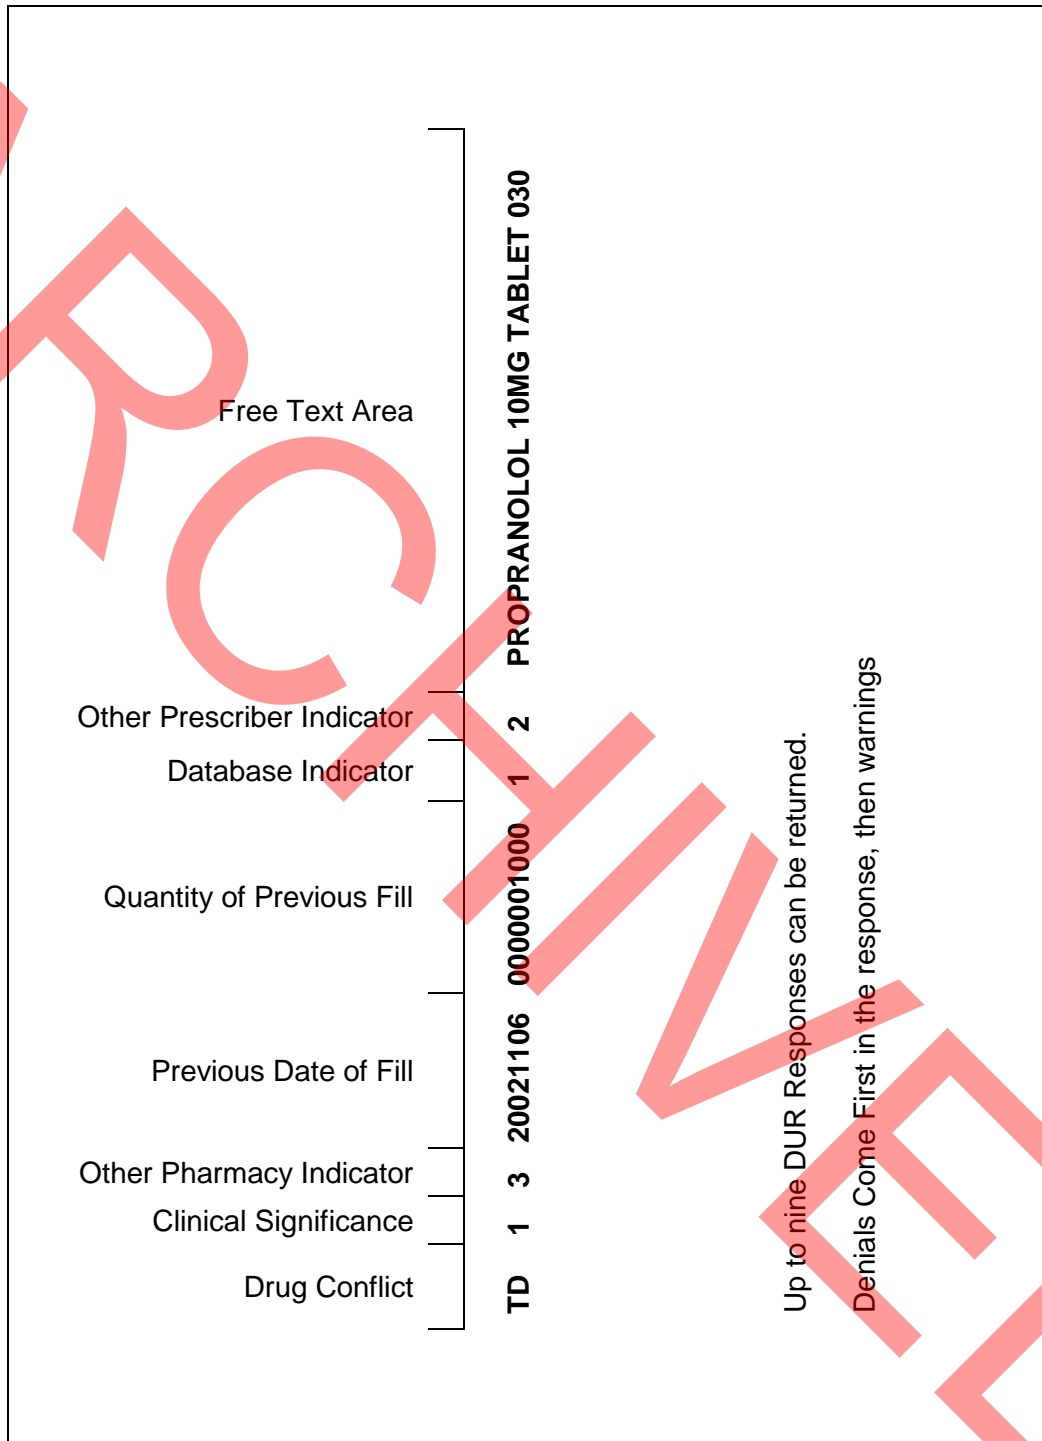 Free Text Area
Other Prescriber Indicator
Database Indicator
Quantity of Previous Fill
Previous Date of Fill
Other Pharmacy Indicator
Clinical Significance
Drug Conflict
TD 1 3 20021106 0000001000 1 2 PROPRANOLOL 10MG TABLET 030
Up to nine DUR Responses can be returned.
Denials Come First in the response, then warnings
RCHIVE